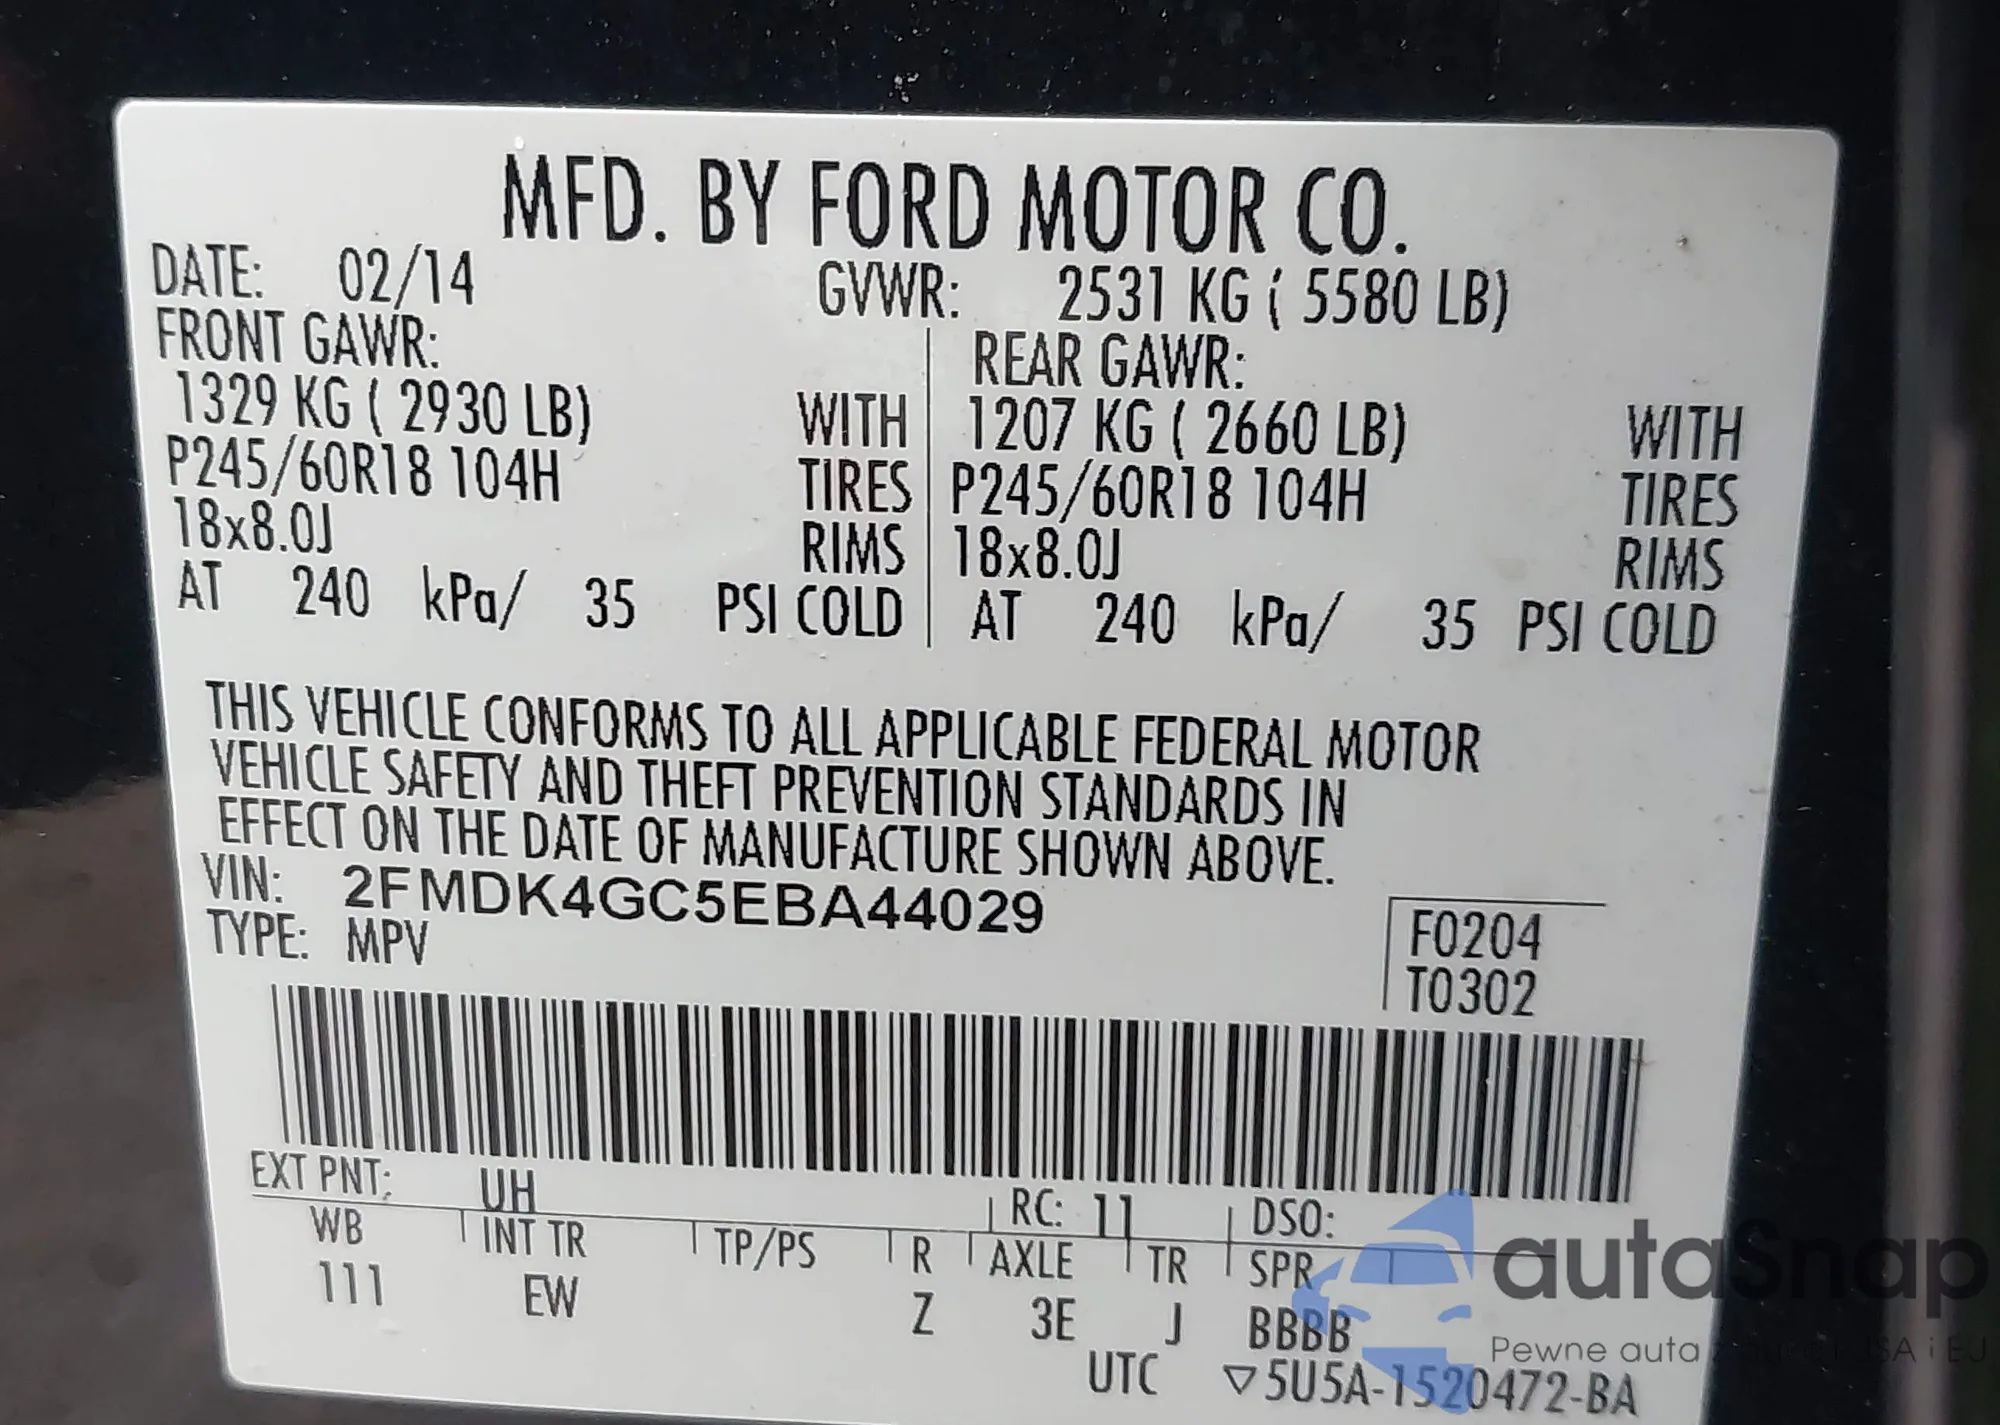 MFD. BY FORD MOTOR CO.
DATE: 02/14 GVWR: 2531 KG ( 5580 LB)
FRONT GAWR: REAR GAWR:
1329 KG ( 2930 LB) WITH 1207 KG ( 2660 LB) WITH
P245/60R18 104H TIRES P245/60R18 104H TIRES
18x8.0J RIMS 18x8.0J RIMS
AT 240 kPa/ 35 PSI COLD AT 240 kPa/ 35 PSI COLD
THIS VEHICLE CONFORMS TO ALL APPLICABLE FEDERAL MOTOR
VEHICLE SAFETY AND THEFT PREVENTION STANDARDS IN
EFFECT ON THE DATE OF MANUFACTURE SHOWN ABOVE.
VIN: 2FMDK4GC5EBA44029
TYPE: MPV
F0204
T0302
EXT PNT: UH RC: 11 DSO:
WB INT TR TP/PS R AXLE TR SPR
111 EW Z 3E J BBBB
UTC ▽5U5A-1520472-BA
autaSnap
Pewne auta i EU